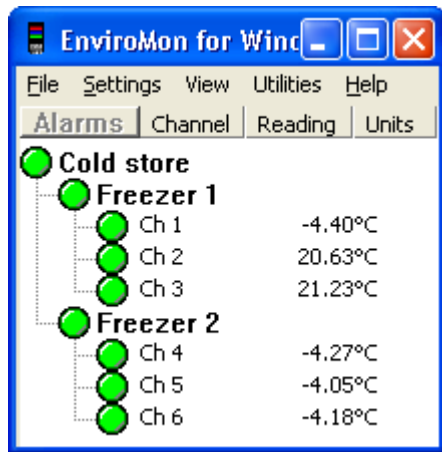 EnviroMon for Winc
File Settings View Utilities Help
Alarms Channel Reading Units
Cold store
Freezer 1
Ch 1 -4.40°C
Ch 2 20.63°C
Ch 3 21.23°C
Freezer 2
Ch 4 -4.27°C
Ch 5 -4.05°C
Ch 6 -4.18°C